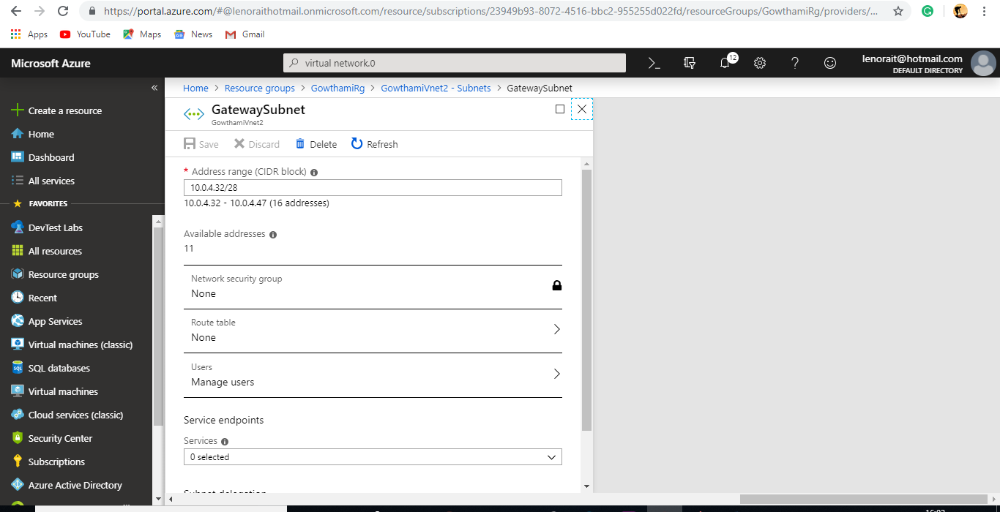 https://portal.azure.com/#@lenoraithotmail.onmicrosoft.com/resource/subscriptions/23949b93-8072-4516-bbc2-955255d022fd/resourceGroups/GowthamiRg/providers/...
Apps YouTube Maps News Gmail
Microsoft Azure
virtual network.0
12
lenorait@hotmail.com
DEFAULT DIRECTORY
Create a resource
Home
Dashboard
All services
FAVORITES
DevTest Labs
All resources
Resource groups
Recent
App Services
Virtual machines (classic)
SQL databases
Virtual machines
Cloud services (classic)
Security Center
Subscriptions
Azure Active Directory
Home > Resource groups > GowthamiRg > GowthamiVnet2 - Subnets > GatewaySubnet
GatewaySubnet
GowthamiVnet2
Save Discard Delete Refresh
* Address range (CIDR block)
10.0.4.32/28
10.0.4.32 - 10.0.4.47 (16 addresses)
Available addresses
11
Network security group
None
Route table
None
Users
Manage users
Service endpoints
Services
0 selected
Subnet delegation